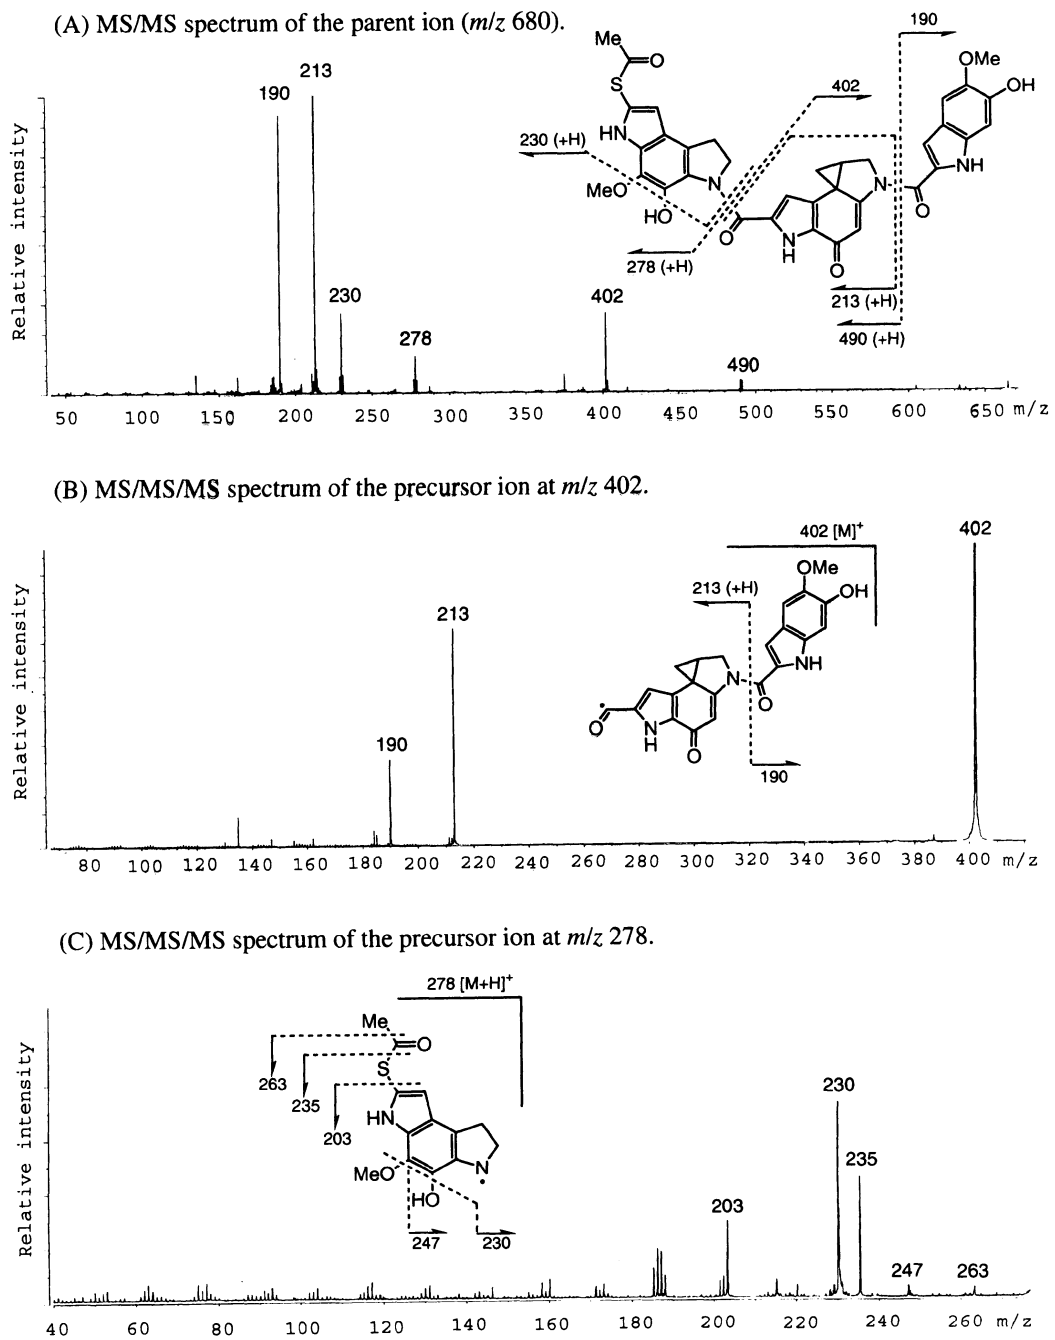 (A) MS/MS spectrum of the parent ion (m/z 680).
Relative intensity
190
213
230
278
402
490
50 100 150 200 250 300 350 400 450 500 550 600 650 m/z
Me
O
S
HN
MeO
HO
N
O
N
H
O
N
O
OMe
OH
NH
190
402
230 (+H)
278 (+H)
213 (+H)
490 (+H)
(B) MS/MS/MS spectrum of the precursor ion at m/z 402.
Relative intensity
190
213
402
80 100 120 140 160 180 200 220 240 260 280 300 320 340 360 380 400 m/z
402 [M]+
213 (+H)
OMe
OH
NH
N
O
O
N
H
O
190
(C) MS/MS/MS spectrum of the precursor ion at m/z 278.
Relative intensity
278 [M+H]+
Me
O
S
263
235
203
HN
MeO
HO
N
247
230
203
230
235
247
263
40 60 80 100 120 140 160 180 200 220 240 260 m/z